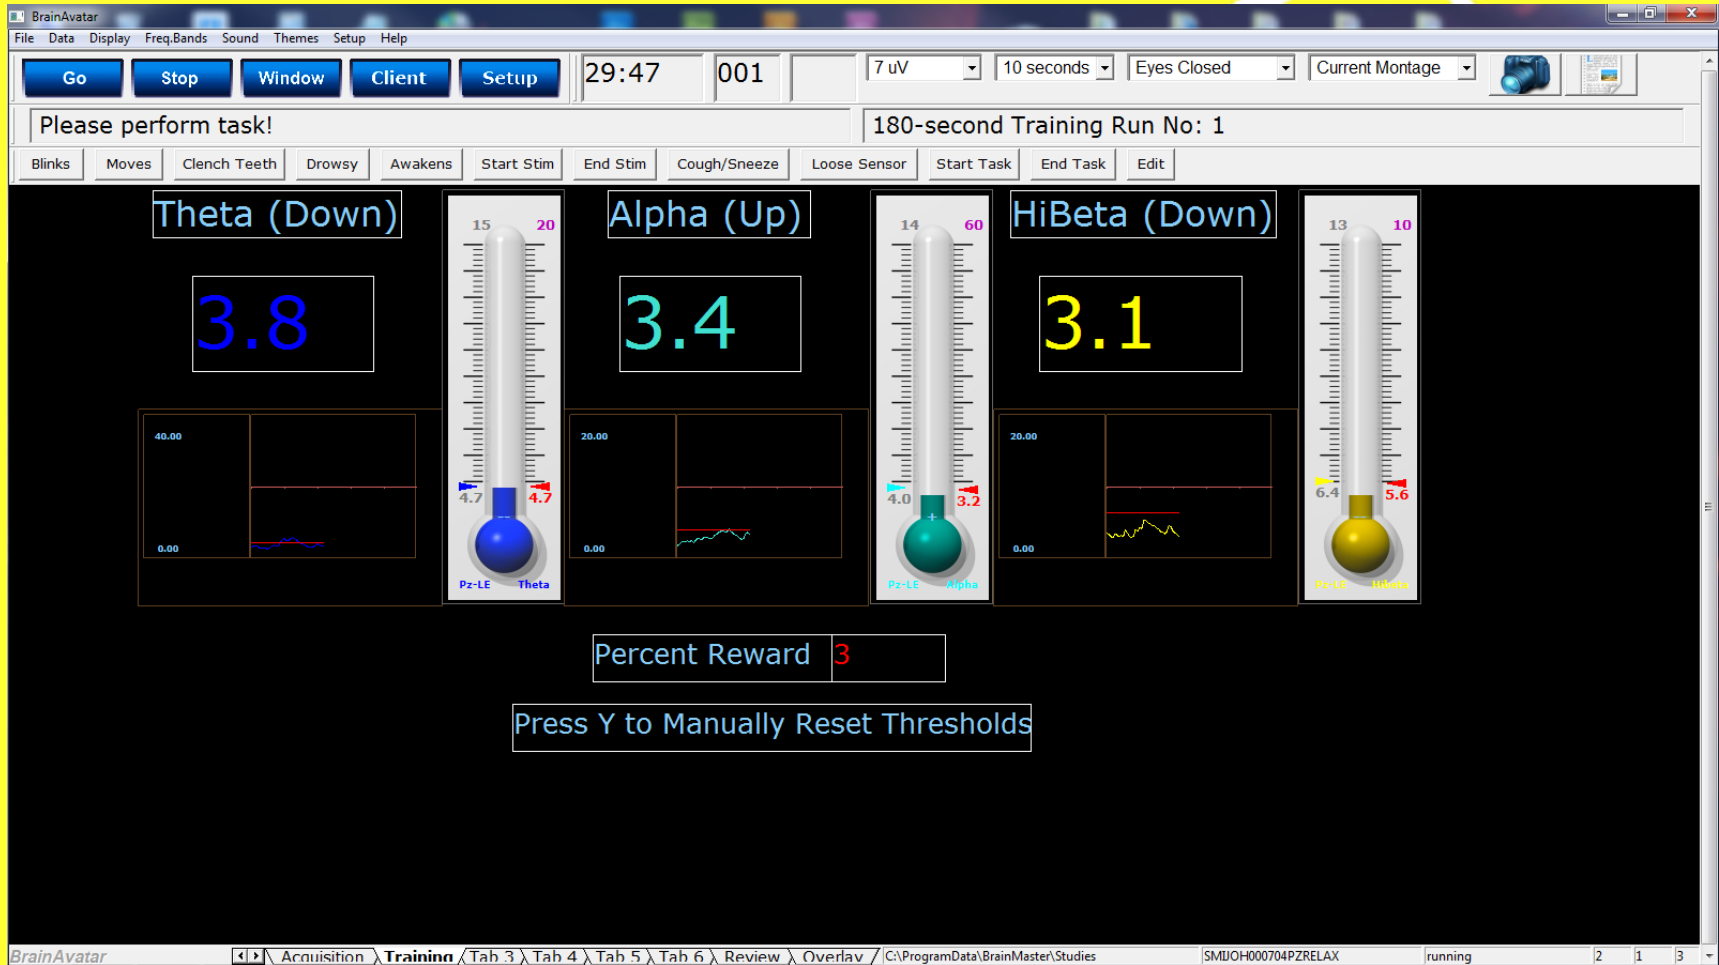 BrainAvatar
File Data Display Freq.Bands Sound Themes Setup Help
Go Stop Window Client Setup 29:47 001 7 uV 10 seconds Eyes Closed Current Montage
Please perform task! 180-second Training Run No: 1
Blinks Moves Clench Teeth Drowsy Awakens Start Stim End Stim Cough/Sneeze Loose Sensor Start Task End Task Edit
Theta (Down) 15 20 Alpha (Up) 14 60 HiBeta (Down) 13 10
3.8 3.4 3.1
40.00 20.00 20.00
4.7 4.7 4.0 3.2 6.4 5.6
0.00 0.00 0.00
Pz-LE Theta Pz-LE Alpha Pz-LE Hibeta
Percent Reward 3
Press Y to Manually Reset Thresholds
BrainAvatar Acquisition Training Tab 3 Tab 4 Tab 5 Tab 6 Review Overlay C:\ProgramData\BrainMaster\Studies SMIJOH000704PZRELAX running 2 1 3